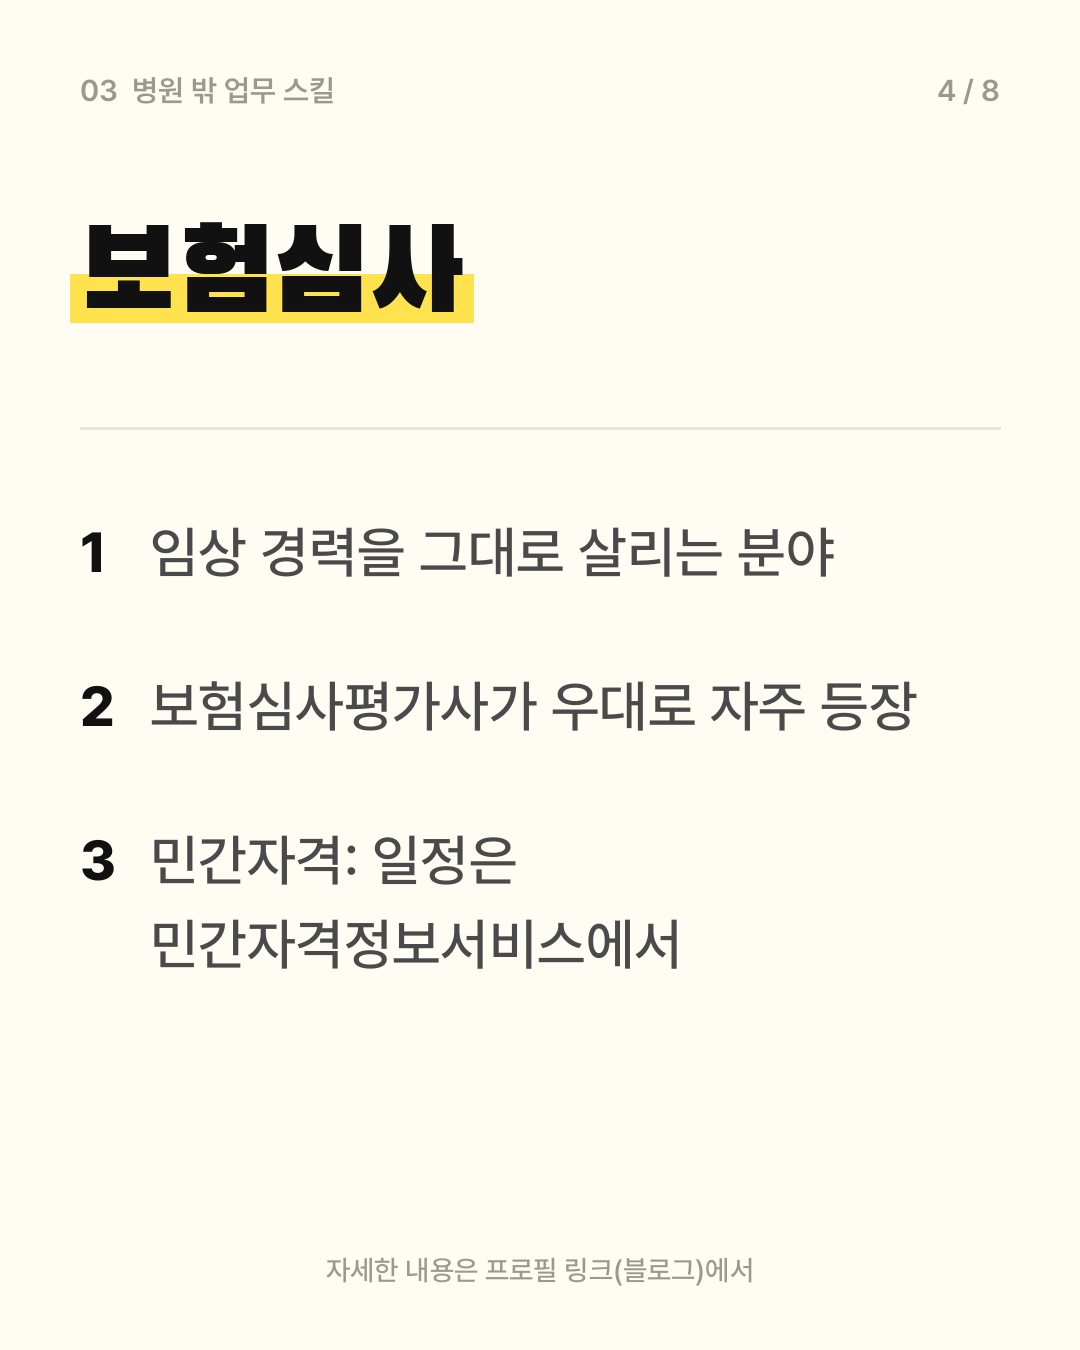 03 병원 밖 업무 스킬
4 / 8
보험심사
1 임상 경력을 그대로 살리는 분야
2 보험심사평가사가 우대로 자주 등장
3 민간자격: 일정은
민간자격정보서비스에서
자세한 내용은 프로필 링크(블로그)에서